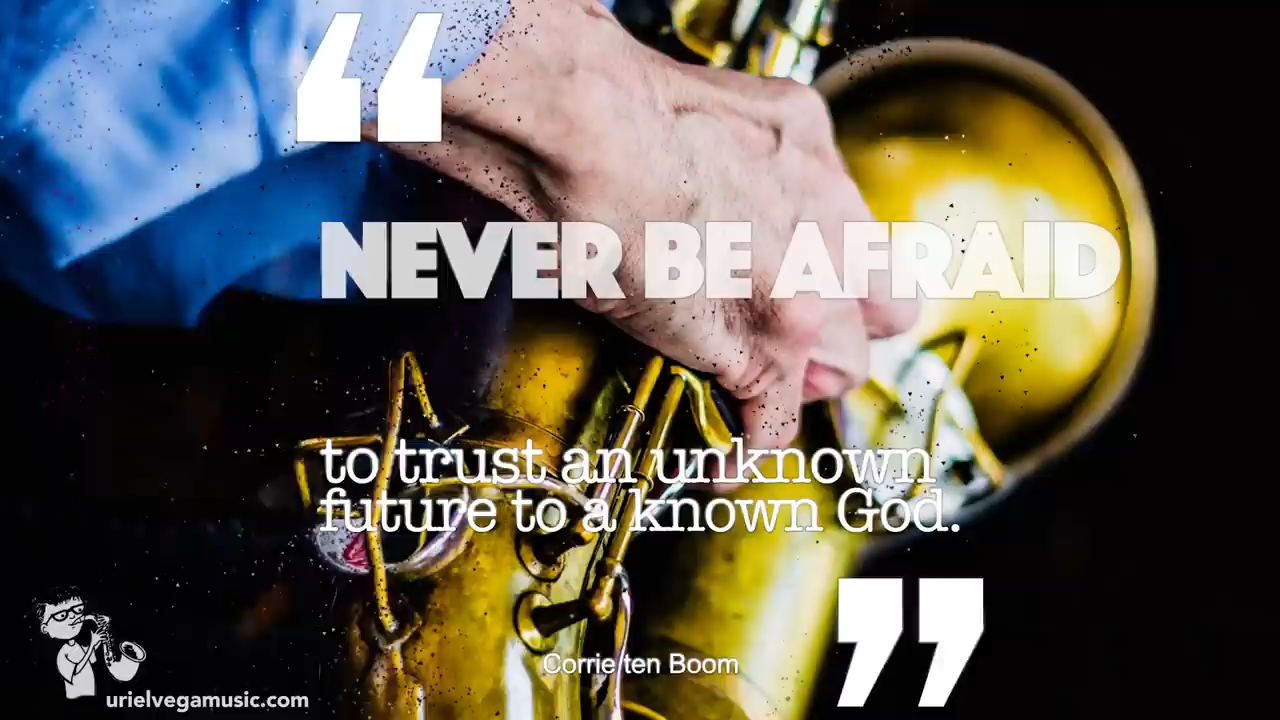 “
NEVER BE AFRAID
to trust an unknown
future to a known God.
”
Corrie ten Boom
urielvegamusic.com